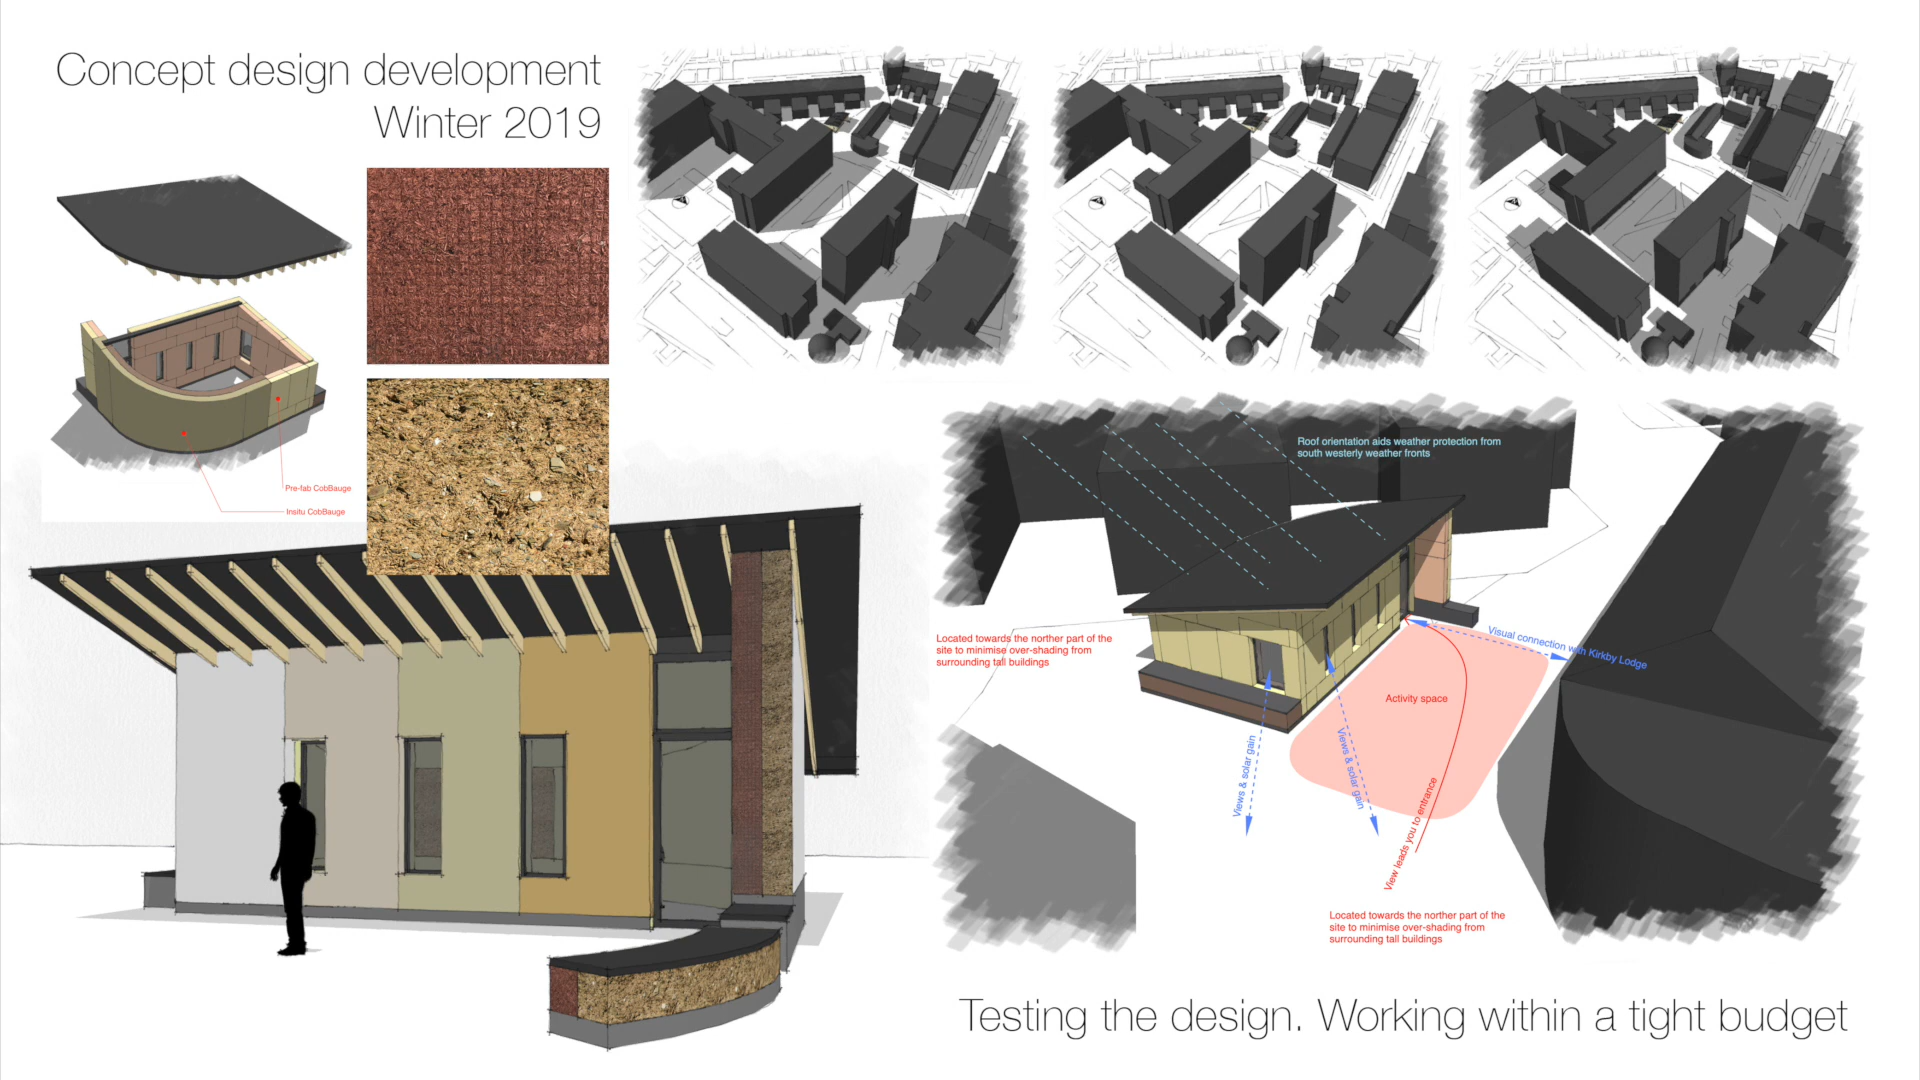 Concept design development
Winter 2019
Pre-fab CobBauge
Insitu CobBauge
Roof orientation aids weather protection from
south westerly weather fronts
Located towards the norther part of the
site to minimise over-shading from
surrounding tall buildings
Visual connection with Kirkby Lodge
Activity space
Views & solar gain
Views & solar gain
View leads you to entrance
Located towards the norther part of the
site to minimise over-shading from
surrounding tall buildings
Testing the design. Working within a tight budget